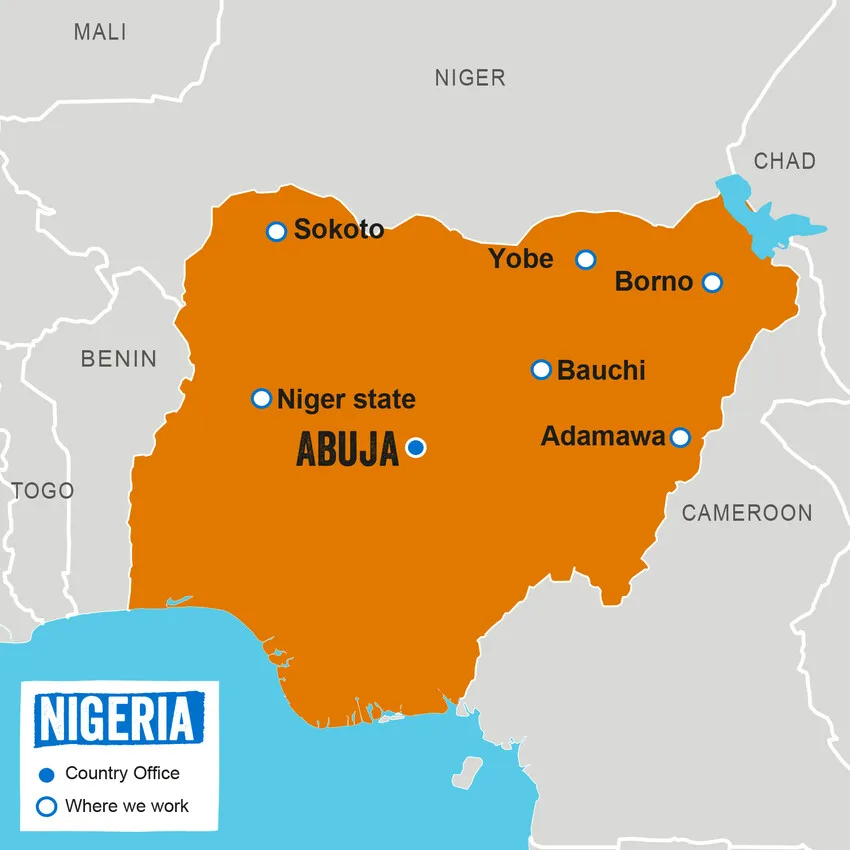 MALI
NIGER
CHAD
Sokoto
Yobe
Borno
BENIN
Bauchi
Niger state
ABUJA
Adamawa
TOGO
CAMEROON
NIGERIA
Country Office
Where we work